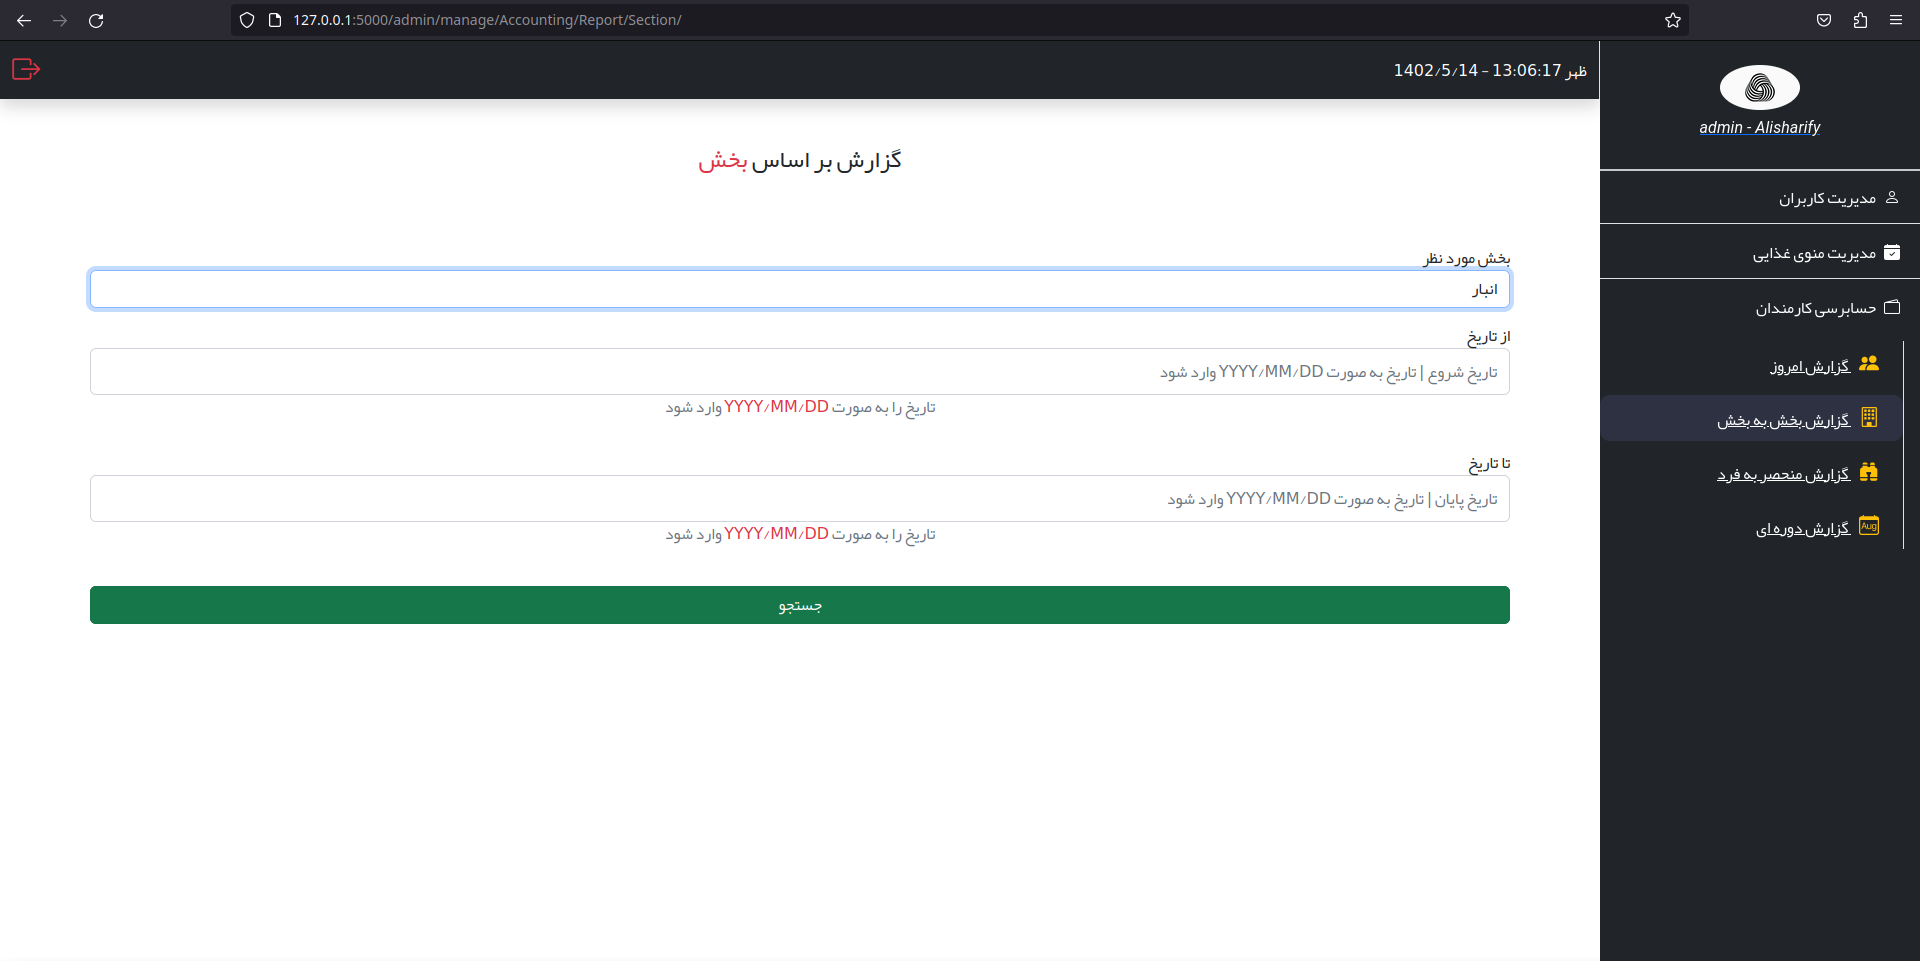 127.0.0.1:5000/admin/manage/Accounting/Report/Section/
1402/5/14 - 13:06:17 ظهر
admin - Alisharify
مدیریت کاربران
مدیریت منوی غذایی
حسابرسی کارمندان
گزارش امروز
گزارش بخش به بخش
گزارش منحصر به فرد
Aug
گزارش دوره ای
گزارش بر اساس بخش
بخش مورد نظر
انبار
از تاریخ
تاریخ شروع | تاریخ به صورت YYYY/MM/DD وارد شود
تاریخ را به صورت YYYY/MM/DD وارد شود
تا تاریخ
تاریخ پایان | تاریخ به صورت YYYY/MM/DD وارد شود
تاریخ را به صورت YYYY/MM/DD وارد شود
جستجو